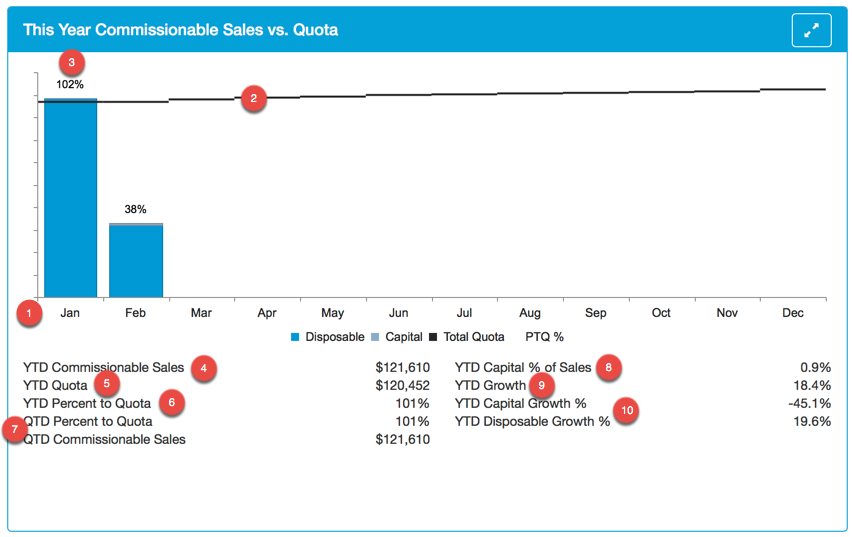 This Year Commissionable Sales vs. Quota
3
102%
2
38%
1
Jan Feb Mar Apr May Jun Jul Aug Sep Oct Nov Dec
Disposable Capital Total Quota PTQ %
YTD Commissionable Sales 4 $121,610 YTD Capital % of Sales 8 0.9%
YTD Quota 5 $120,452 YTD Growth 9 18.4%
YTD Percent to Quota 6 101% YTD Capital Growth % -45.1%
10
7 QTD Percent to Quota 101% YTD Disposable Growth % 19.6%
QTD Commissionable Sales $121,610